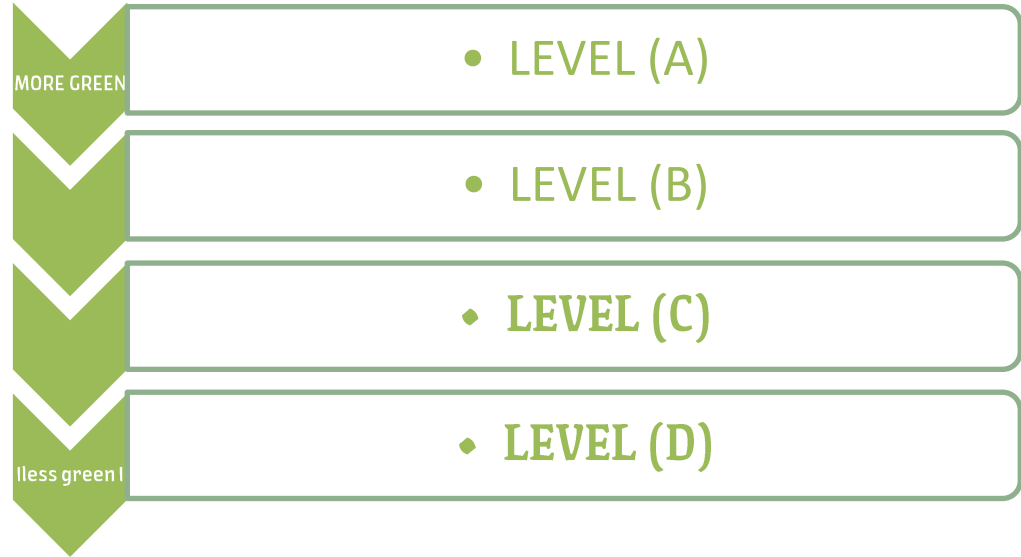 MORE GREEN
• LEVEL (A)
• LEVEL (B)
• LEVEL (C)
• LEVEL (D)
lless green l